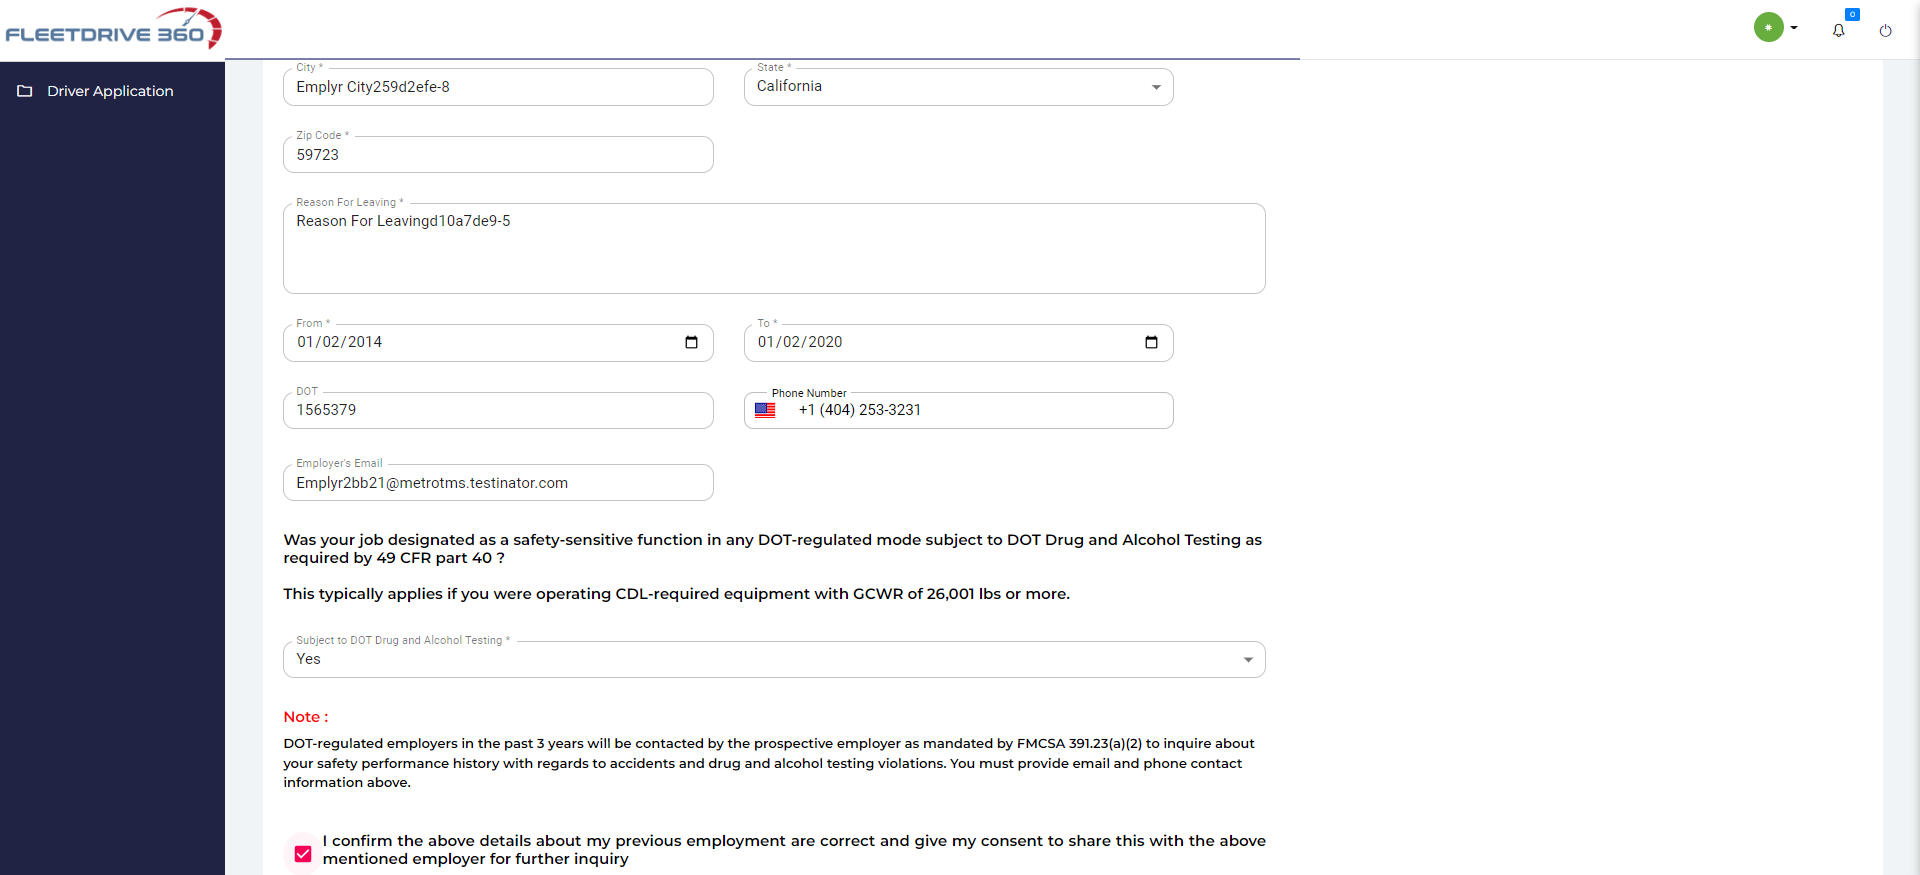 FLEETDRIVE 360
0
Driver Application
City *
Emplyr City259d2efe-8
State *
California
Zip Code *
59723
Reason For Leaving *
Reason For Leavingd10a7de9-5
From *
01/02/2014
To *
01/02/2020
DOT
1565379
Phone Number
+1 (404) 253-3231
Employer's Email
Emplyr2bb21@metrotms.testinator.com
Was your job designated as a safety-sensitive function in any DOT-regulated mode subject to DOT Drug and Alcohol Testing as
required by 49 CFR part 40 ?
This typically applies if you were operating CDL-required equipment with GCWR of 26,001 lbs or more.
Subject to DOT Drug and Alcohol Testing *
Yes
Note :
DOT-regulated employers in the past 3 years will be contacted by the prospective employer as mandated by FMCSA 391.23(a)(2) to inquire about
your safety performance history with regards to accidents and drug and alcohol testing violations. You must provide email and phone contact
information above.
I confirm the above details about my previous employment are correct and give my consent to share this with the above
mentioned employer for further inquiry